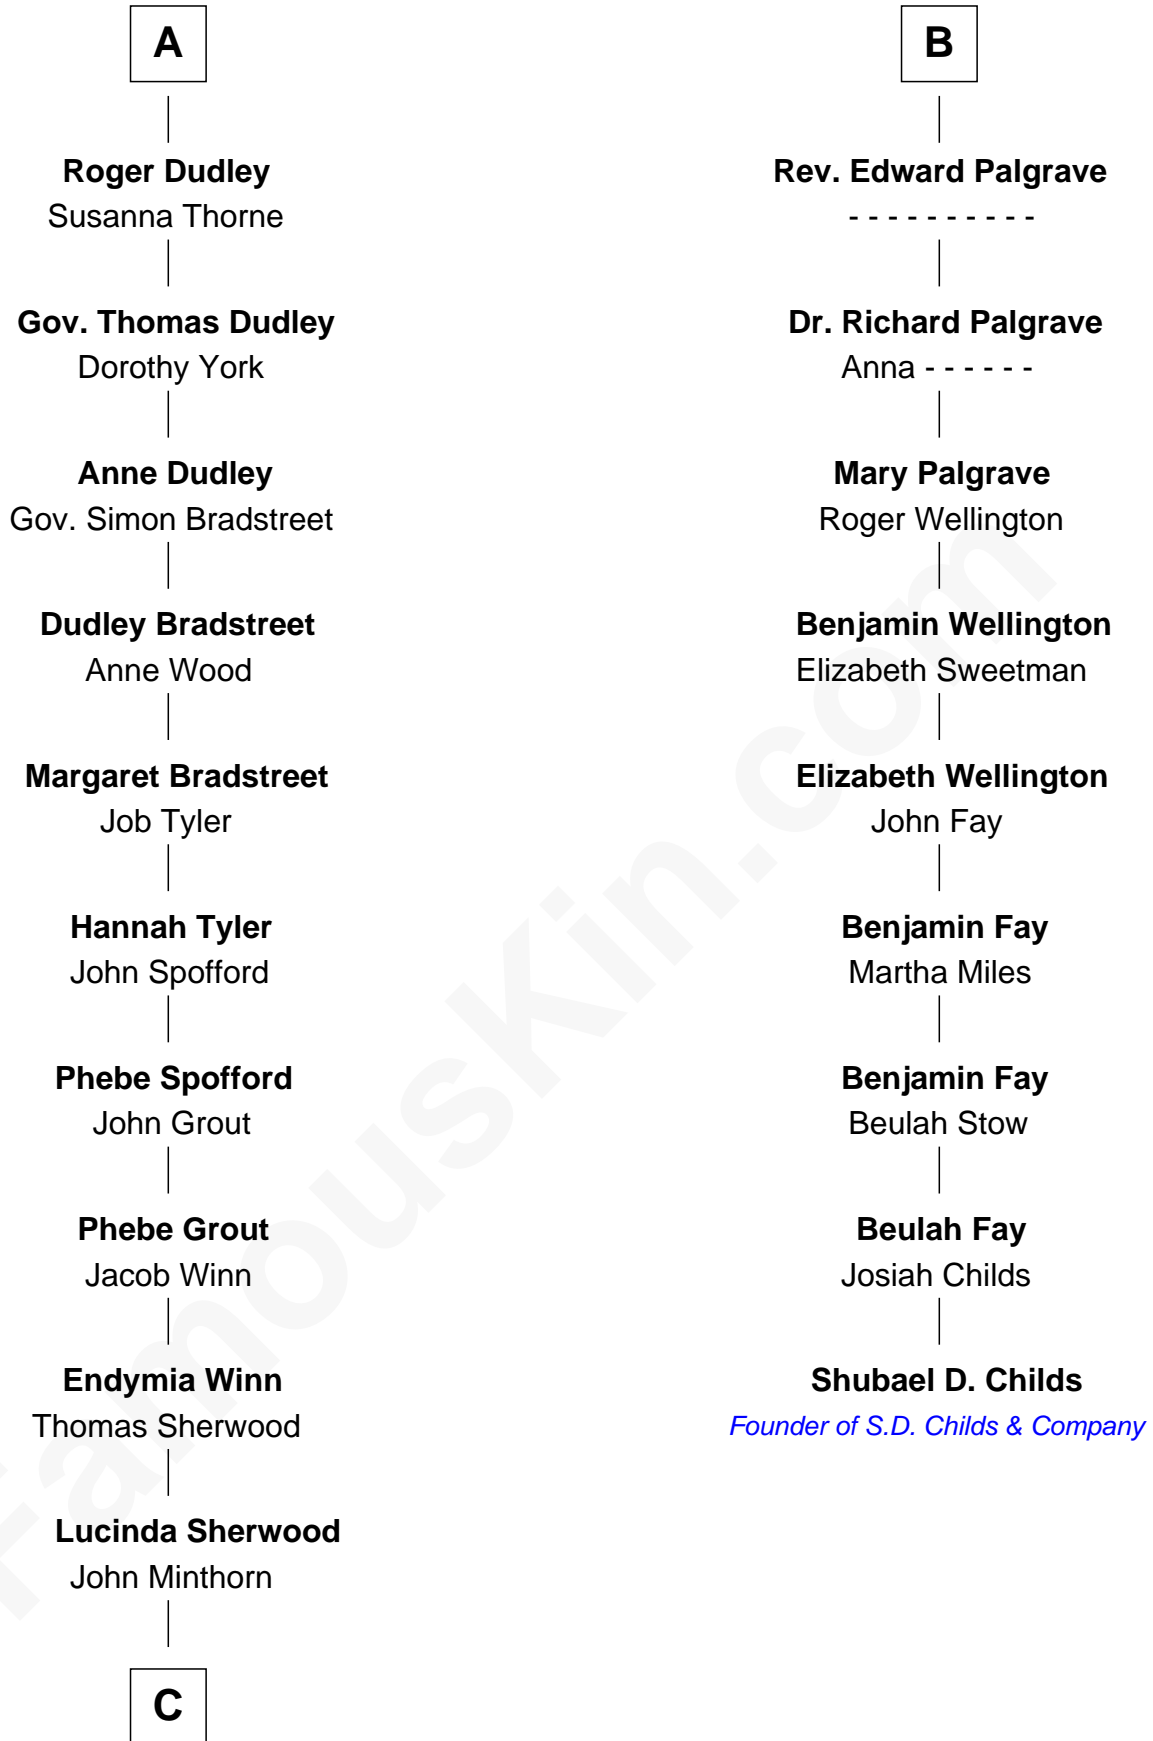 A
Roger Dudley
Susanna Thorne
Gov. Thomas Dudley
Dorothy York
Anne Dudley
Gov. Simon Bradstreet
Dudley Bradstreet
Anne Wood
Margaret Bradstreet
Job Tyler
Hannah Tyler
John Spofford
Phebe Spofford
John Grout
Phebe Grout
Jacob Winn
Endymia Winn
Thomas Sherwood
Lucinda Sherwood
John Minthorn
C
B
Rev. Edward Palgrave
- - - - - - - - - -
Dr. Richard Palgrave
Anna - - - - - -
Mary Palgrave
Roger Wellington
Benjamin Wellington
Elizabeth Sweetman
Elizabeth Wellington
John Fay
Benjamin Fay
Martha Miles
Benjamin Fay
Beulah Stow
Beulah Fay
Josiah Childs
Shubael D. Childs
Founder of S.D. Childs & Company
FamousKin.com